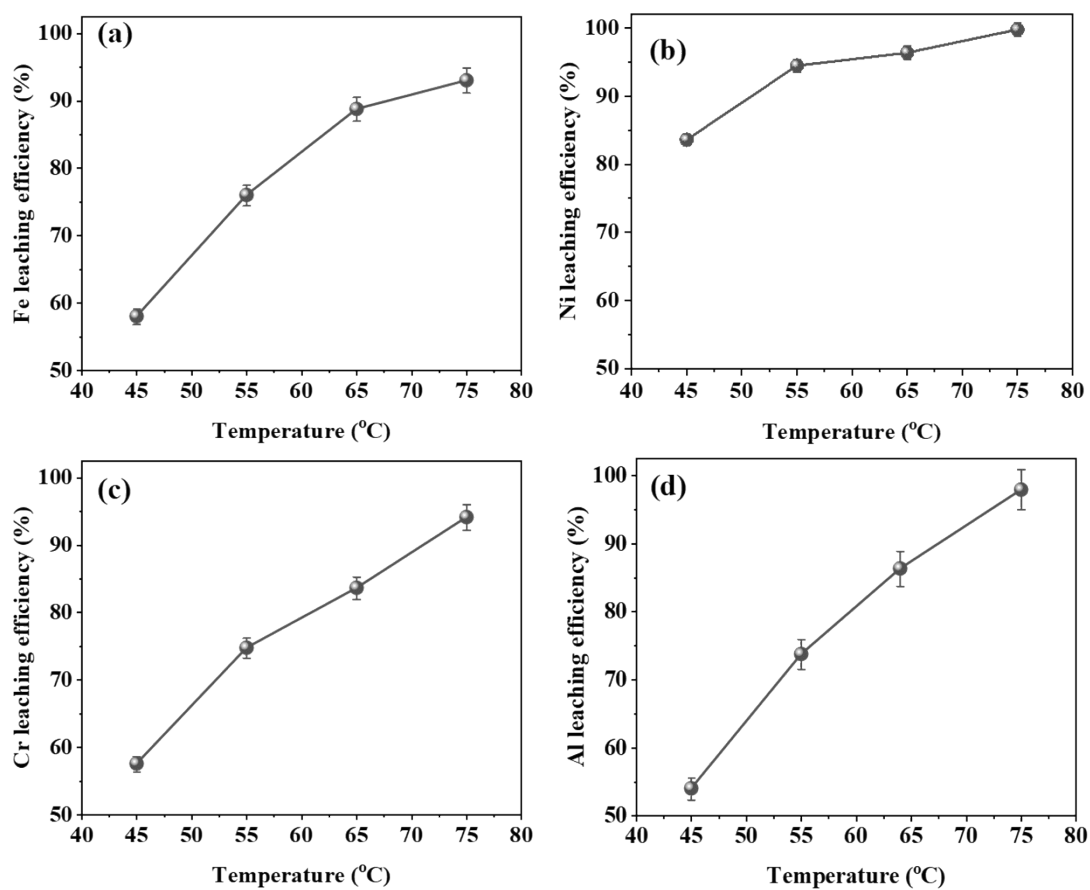 (a)
Fe leaching efficiency (%)
100
90
80
70
60
50
40 45 50 55 60 65 70 75 80
Temperature (°C)
(b)
Ni leaching efficiency (%)
100
90
80
70
60
50
40 45 50 55 60 65 70 75 80
Temperature (°C)
(c)
Cr leaching efficiency (%)
100
90
80
70
60
50
40 45 50 55 60 65 70 75 80
Temperature (°C)
(d)
Al leaching efficiency (%)
100
90
80
70
60
50
40 45 50 55 60 65 70 75 80
Temperature (°C)